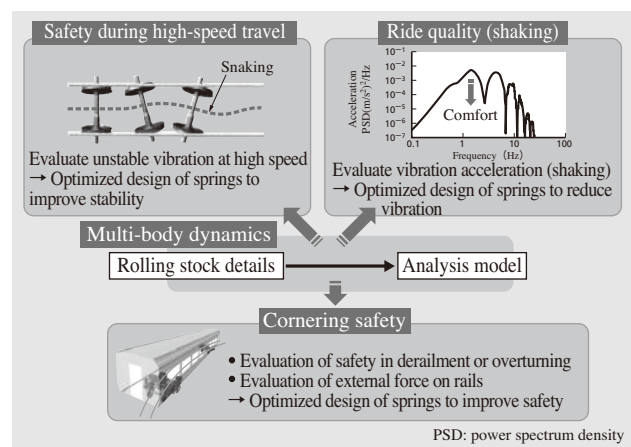 Safety during high-speed travel
Snaking
Evaluate unstable vibration at high speed
→ Optimized design of springs to
improve stability
Ride quality (shaking)
Acceleration
PSD(m/s²)²/Hz
10⁻¹
10⁻²
10⁻³
10⁻⁴
10⁻⁵
10⁻⁶
10⁻⁷
Comfort
0.1
1
10
100
Frequency (Hz)
Evaluate vibration acceleration (shaking)
→ Optimized design of springs to reduce
vibration
Multi-body dynamics
Rolling stock details
Analysis model
Cornering safety
• Evaluation of safety in derailment or overturning
• Evaluation of external force on rails
→ Optimized design of springs to improve safety
PSD: power spectrum density